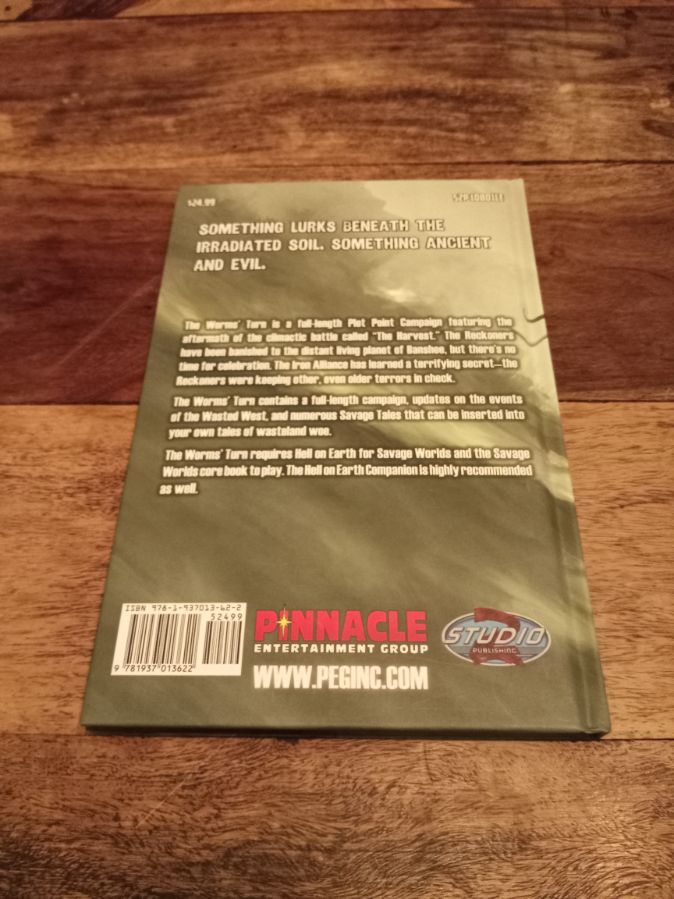 $24.99
SOMETHING LURKS BENEATH THE
IRRADIATED SOIL. SOMETHING ANCIENT
AND EVIL.
The Worms' Turn is a full-length Plot Point Campaign featuring the
aftermath of the climactic battle called "The Harvest." The Reckoners
have been banished to the distant living planet of Banshee, but there's no
time for celebration. The Iron Alliance has learned a terrifying secret—the
Reckoners were keeping other, even older terrors in check.
The Worms' Turn contains a full-length campaign, updates on the events
of the Wasted West, and numerous Savage Tales that can be inserted into
your own tales of wasteland woe.
The Worms' Turn requires Hell on Earth for Savage Worlds and the Savage
Worlds core book to play. The Hell on Earth Companion is highly recommended
as well.
ISBN 978-1-937013-62-2
52499
9 781937 013622
PINNACLE
ENTERTAINMENT GROUP
WWW.PEGINC.COM
STUDIO 2
PUBLISHING